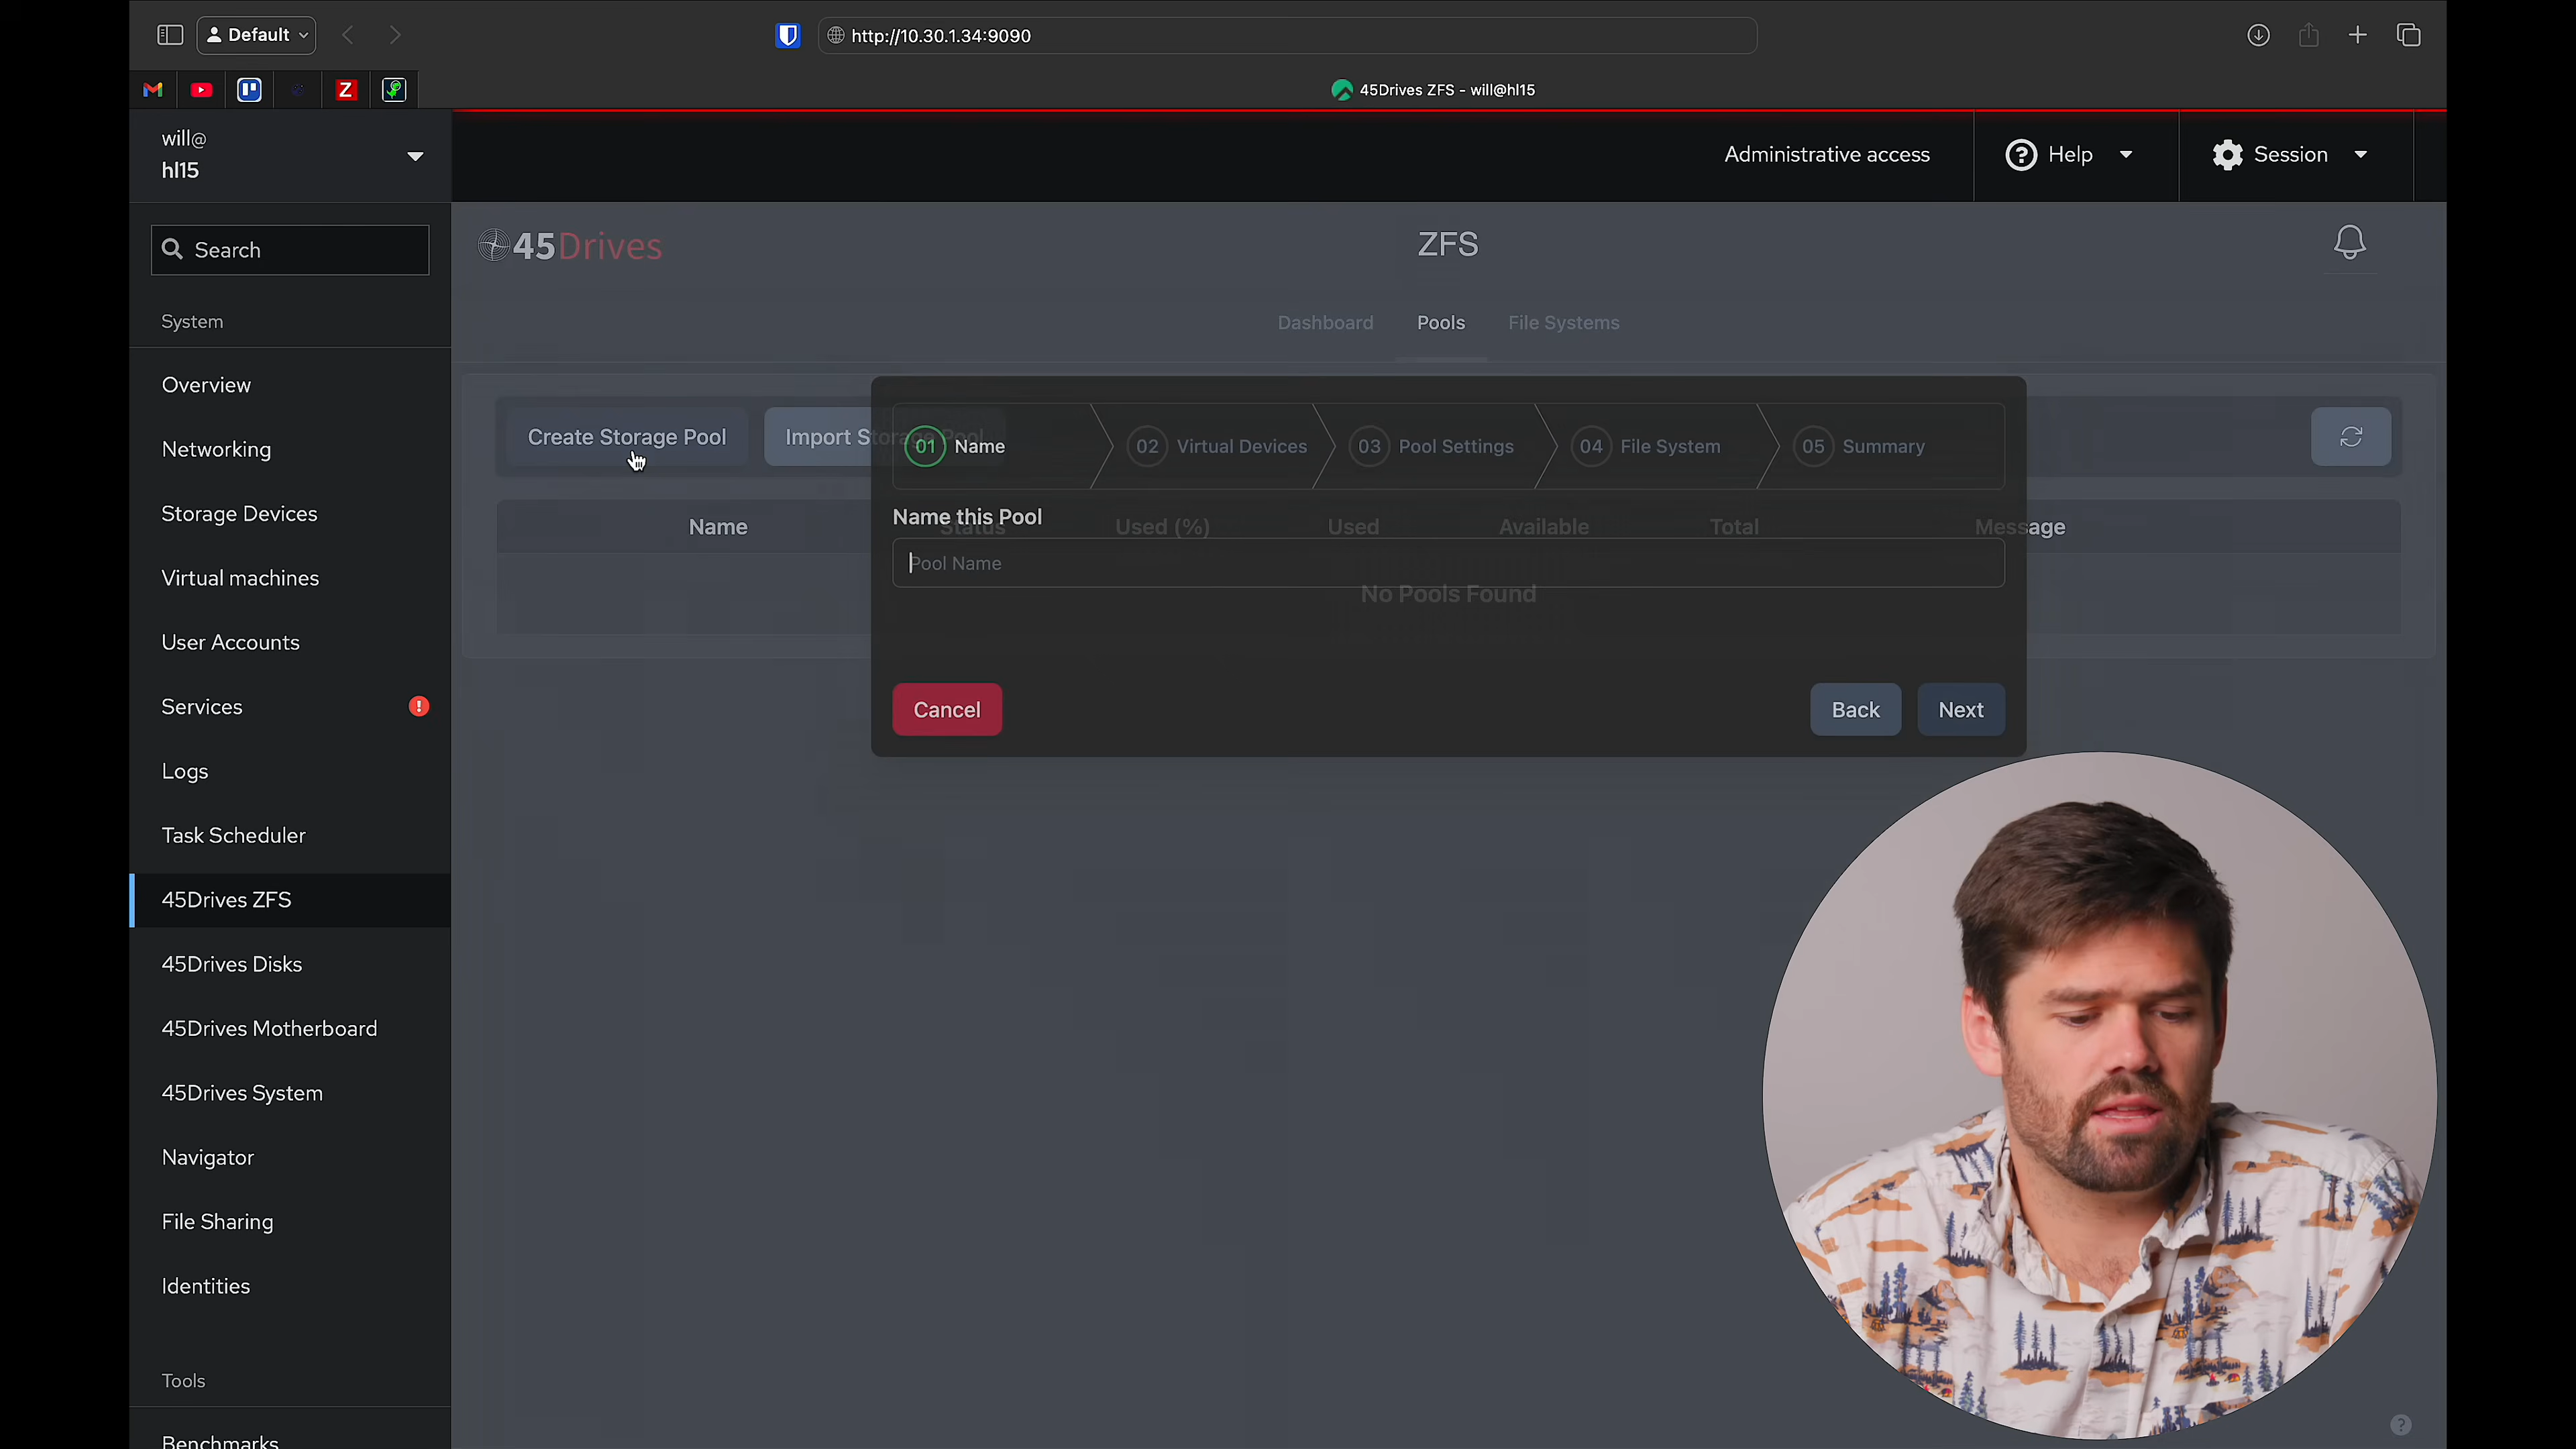 Default
http://10.30.1.34:9090
Z
45Drives ZFS - will@hl15
will@
hl15
Administrative access
Help
Session
Search
45Drives
ZFS
System
Dashboard
Pools
File Systems
Overview
Create Storage Pool
Import Storage Pool
01 Name
02 Virtual Devices
03 Pool Settings
04 File System
05 Summary
Networking
Name this Pool
Name
Status
Used (%)
Used
Available
Total
Message
Storage Devices
Pool Name
No Pools Found
Virtual machines
User Accounts
Services
Cancel
Back
Next
Logs
Task Scheduler
45Drives ZFS
45Drives Disks
45Drives Motherboard
45Drives System
Navigator
File Sharing
Identities
Tools
Benchmarks